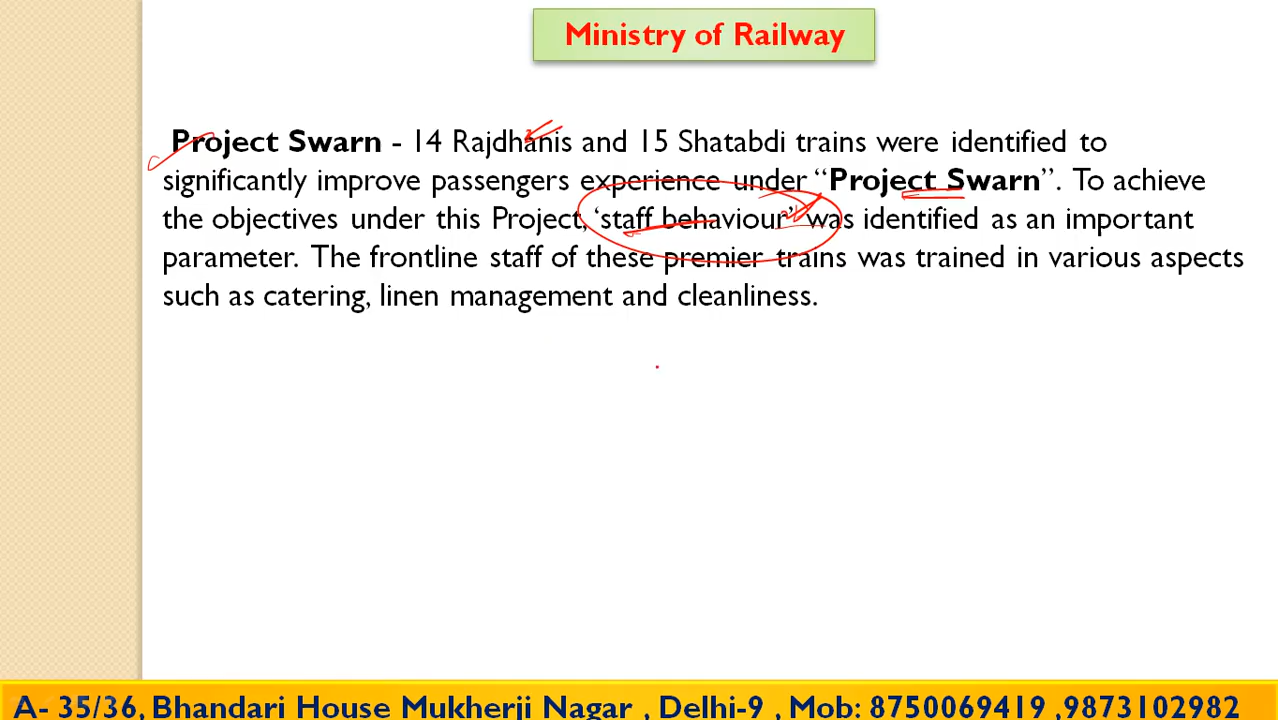 Ministry of Railway
Project Swarn - 14 Rajdhanis and 15 Shatabdi trains were identified to
significantly improve passengers experience under “Project Swarn”. To achieve
the objectives under this Project, ‘staff behaviour’ was identified as an important
parameter. The frontline staff of these premier trains was trained in various aspects
such as catering, linen management and cleanliness.
A- 35/36, Bhandari House Mukherji Nagar , Delhi-9 , Mob: 8750069419 ,9873102982